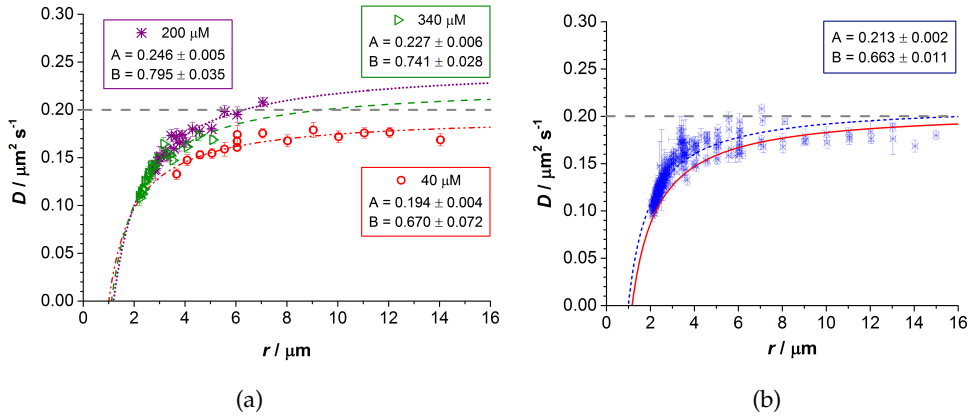 200 μM
A = 0.246 ± 0.005
B = 0.795 ± 0.035
340 μM
A = 0.227 ± 0.006
B = 0.741 ± 0.028
40 μM
A = 0.194 ± 0.004
B = 0.670 ± 0.072
0.30
0.25
0.20
0.15
0.10
0.05
0.00
D / μm² s⁻¹
0 2 4 6 8 10 12 14 16
r / μm
(a)
A = 0.213 ± 0.002
B = 0.663 ± 0.011
0.30
0.25
0.20
0.15
0.10
0.05
0.00
D / μm² s⁻¹
0 2 4 6 8 10 12 14 16
r / μm
(b)